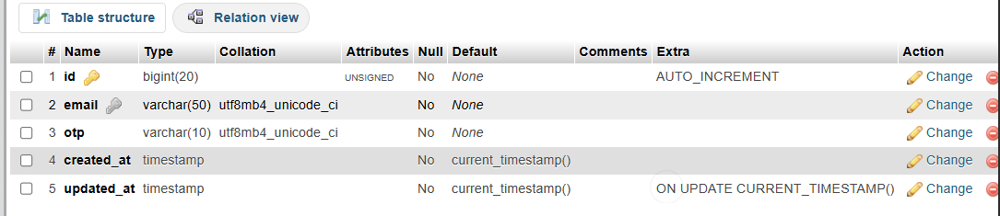 Table structure Relation view
# Name Type Collation Attributes Null Default Comments Extra Action
1 id bigint(20) UNSIGNED No None AUTO_INCREMENT Change
2 email varchar(50) utf8mb4_unicode_ci No None Change
3 otp varchar(10) utf8mb4_unicode_ci No None Change
4 created_at timestamp No current_timestamp() Change
5 updated_at timestamp No current_timestamp() ON UPDATE CURRENT_TIMESTAMP() Change